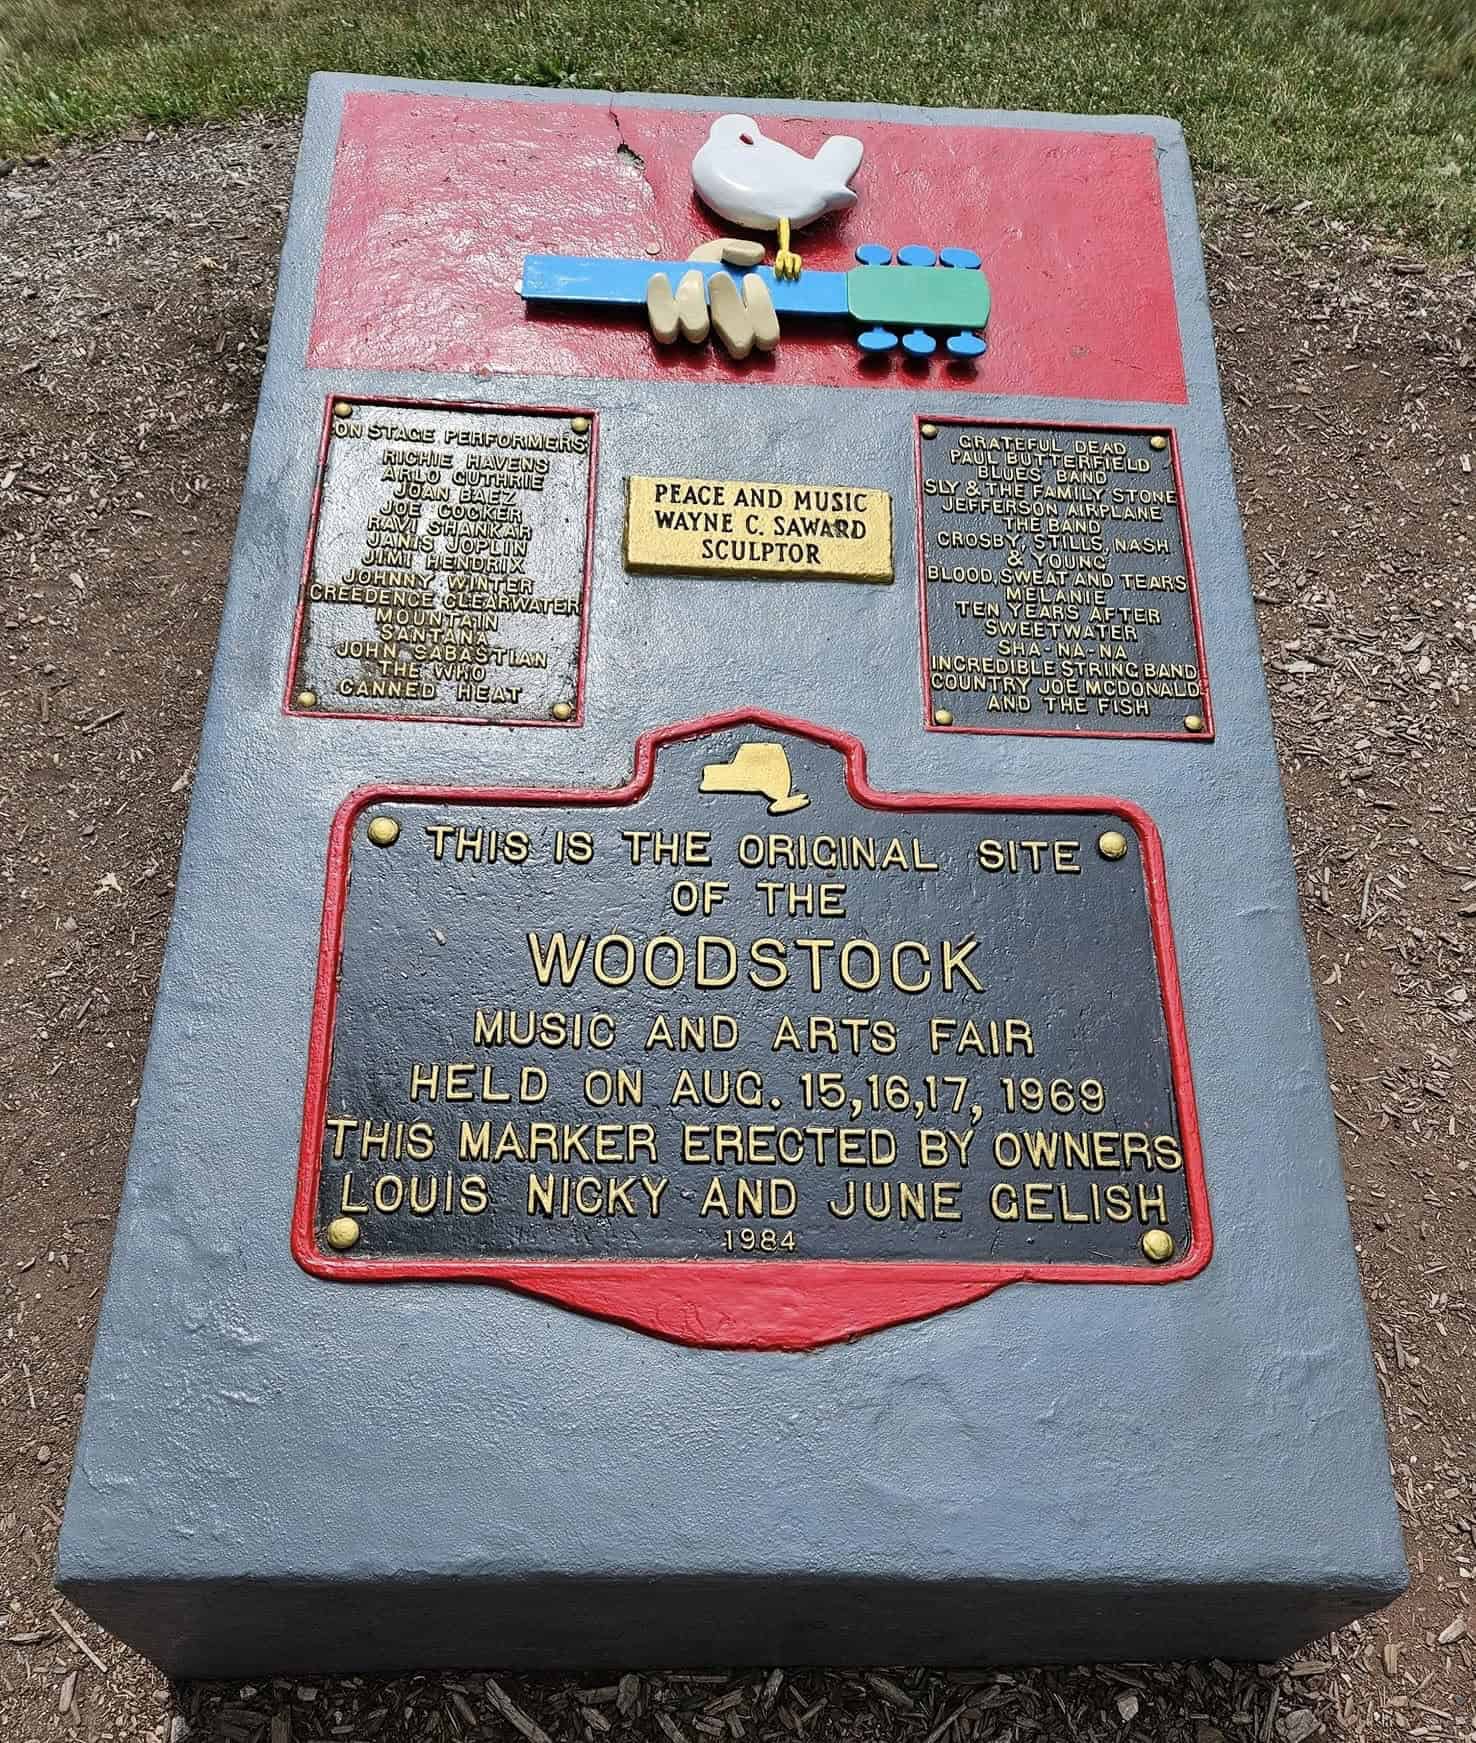 ON STAGE PERFORMERS
RICHIE HAVENS
ARLO GUTHRIE
JOAN BAEZ
JOE COCKER
RAVI SHANKAR
JANIS JOPLIN
JIMI HENDRIX
JOHNNY WINTER
CREEDENCE CLEARWATER
MOUNTAIN
SANTANA
JOHN SABASTIAN
THE WHO
CANNED HEAT
PEACE AND MUSIC
WAYNE C. SAWARD
SCULPTOR
GRATEFUL DEAD
PAUL BUTTERFIELD
BLUES BAND
SLY & THE FAMILY STONE
JEFFERSON AIRPLANE
THE BAND
CROSBY, STILLS, NASH
& YOUNG
BLOOD, SWEAT AND TEARS
MELANIE
TEN YEARS AFTER
SWEETWATER
SHA-NA-NA
INCREDIBLE STRING BAND
COUNTRY JOE MCDONALD
AND THE FISH
THIS IS THE ORIGINAL SITE
OF THE
WOODSTOCK
MUSIC AND ARTS FAIR
HELD ON AUG. 15,16,17, 1969
THIS MARKER ERECTED BY OWNERS
LOUIS NICKY AND JUNE GELISH
1984